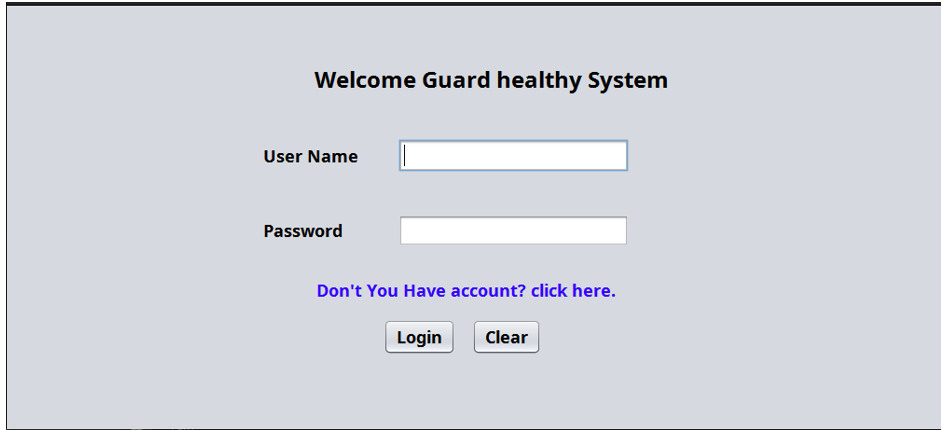 Welcome Guard healthy System
User Name
Password
Don't You Have account? click here.
Login Clear